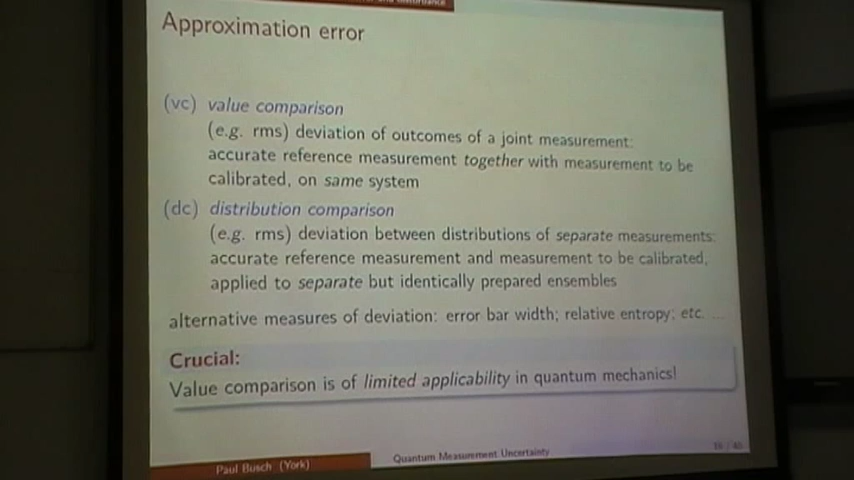 Approximation error
(vc) value comparison
(e.g. rms) deviation of outcomes of a joint measurement:
accurate reference measurement together with measurement to be
calibrated, on same system
(dc) distribution comparison
(e.g. rms) deviation between distributions of separate measurements:
accurate reference measurement and measurement to be calibrated,
applied to separate but identically prepared ensembles
alternative measures of deviation: error bar width; relative entropy; etc. ...
Crucial:
Value comparison is of limited applicability in quantum mechanics!
Paul Busch (York)
Quantum Measurement Uncertainty